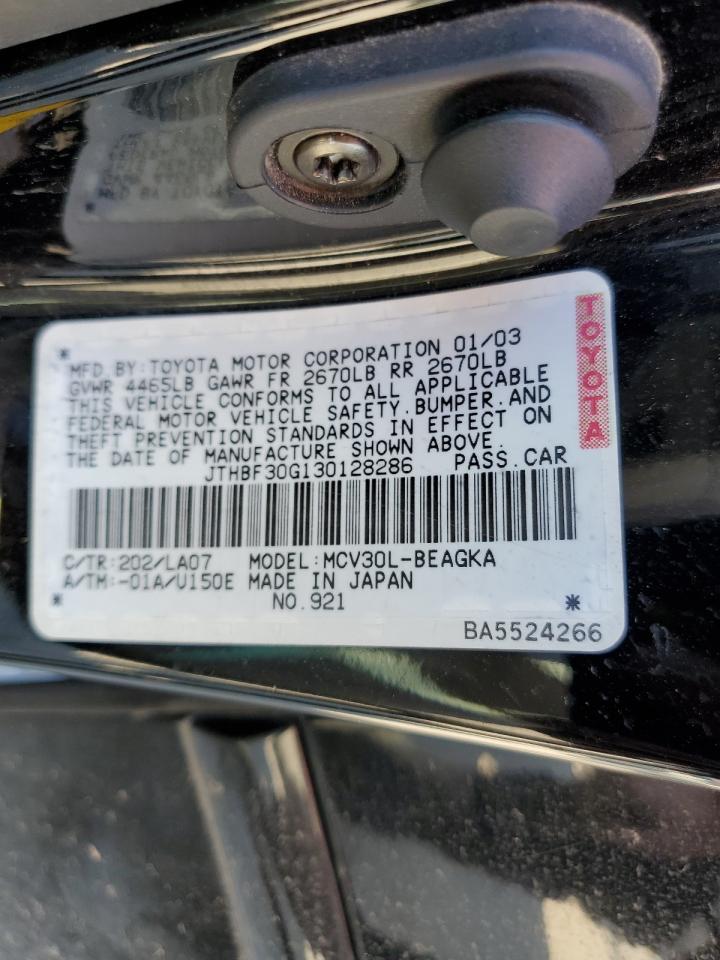 MFD. BY: TOYOTA MOTOR CORPORATION 01/03
GVWR 4465LB GAWR FR 2670LB RR 2670LB
THIS VEHICLE CONFORMS TO ALL APPLICABLE
FEDERAL MOTOR VEHICLE SAFETY. BUMPER. AND
THEFT PREVENTION STANDARDS IN EFFECT ON
THE DATE OF MANUFACTURE SHOWN ABOVE.
JTHBF30G130128286 PASS. CAR
C/TR: 202/LA07 MODEL: MCV30L-BEAGKA
A/TM: -01A/U150E MADE IN JAPAN
* NO. 921 *
BA5524266
TOYOTA